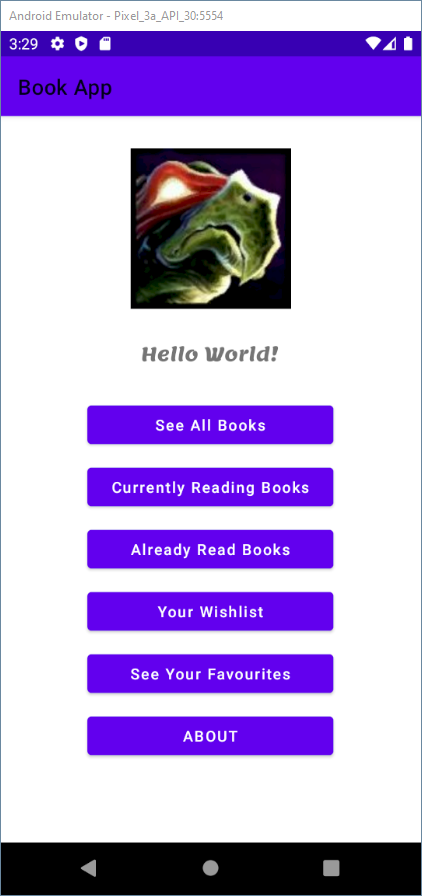 Android Emulator - Pixel_3a_API_30:5554
3:29
Book App
Hello World!
See All Books
Currently Reading Books
Already Read Books
Your Wishlist
See Your Favourites
ABOUT